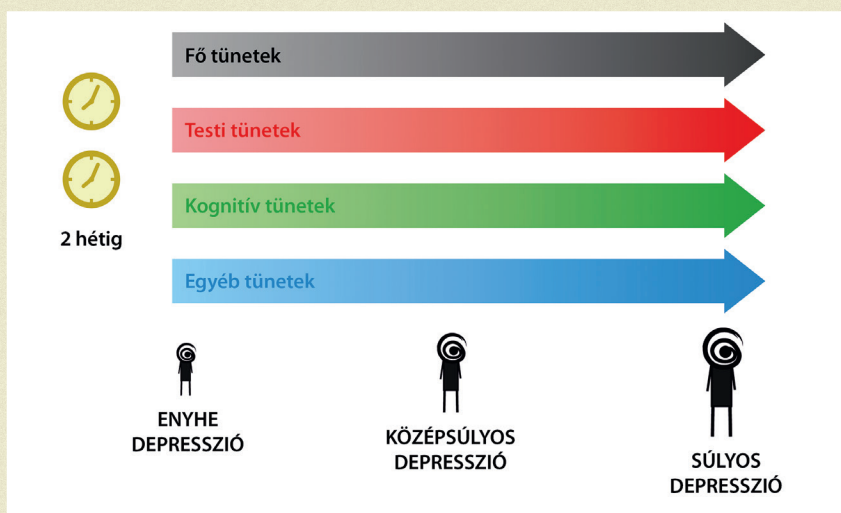 Fő tünetek
Testi tünetek
Kognitív tünetek
Egyéb tünetek
2 hétig
ENYHE
DEPRESSZIÓ
KÖZÉPSÚLYOS
DEPRESSZIÓ
SÚLYOS
DEPRESSZIÓ